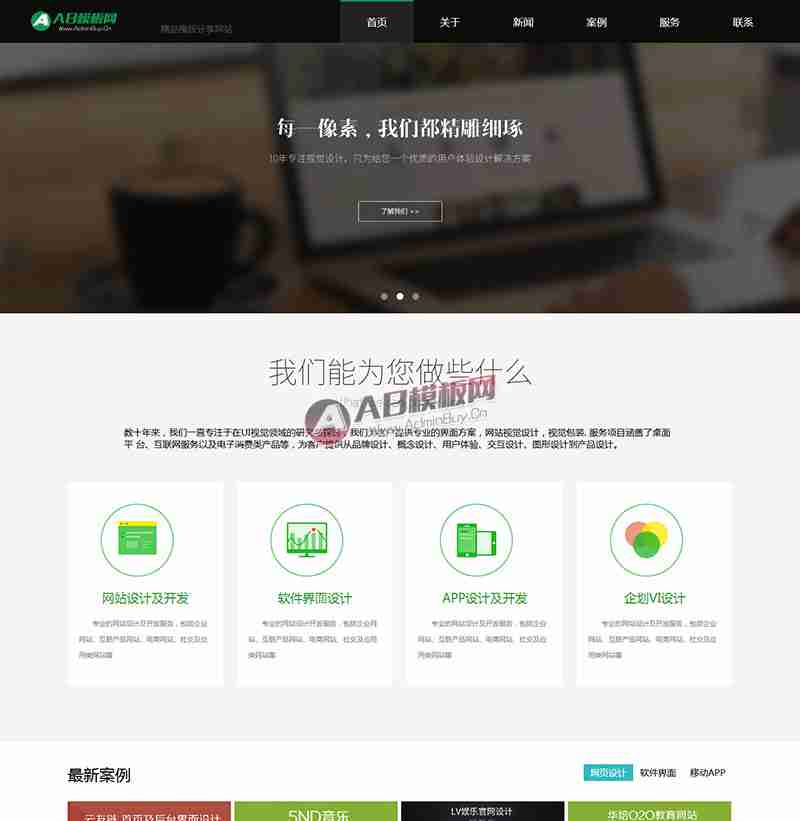 AB模板网
Www.AdminBuy.Cn
精品模板分享网站
首页
关于
新闻
案例
服务
联系
每一像素，我们都精雕细琢
10年专注视觉设计，只为给您一个优质的用户体验设计解决方案
了解我们 >>
我们能为您做些什么
AB模板网
Www.AdminBuy.Cn
数十年来，我们一直专注于在UI视觉领域的研究与探索，我们为客户提供专业的界面方案，网站视觉设计，视觉包装. 服务项目涵盖了桌面
平 台、互联网服务以及电子消费类产品等，为客户提供从品牌设计、概念设计、用户体验、交互设计、图形设计到产品设计。
网站设计及开发
专业的网站设计及开发服务，包括企业
网站、互联产品网站、电商网站、社交及应
用类网站等
软件界面设计
专业的网站设计开发服务，包括企业网
站、互联产品网站、电商网站、社交及应用
类网站等
APP设计及开发
专业的网站设计及开发服务，包括企业
网站、互联产品网站、电商网站、社交及应
用类网站等
企划VI设计
专业的网站设计及开发服务，包括企业
网站、互联产品网站、电商网站、社交及应
用类网站等
最新案例
网页设计
软件界面
移动APP
首页及后台界面设计
5ND音乐
LV娱乐官网设计
华培O2O教育网站